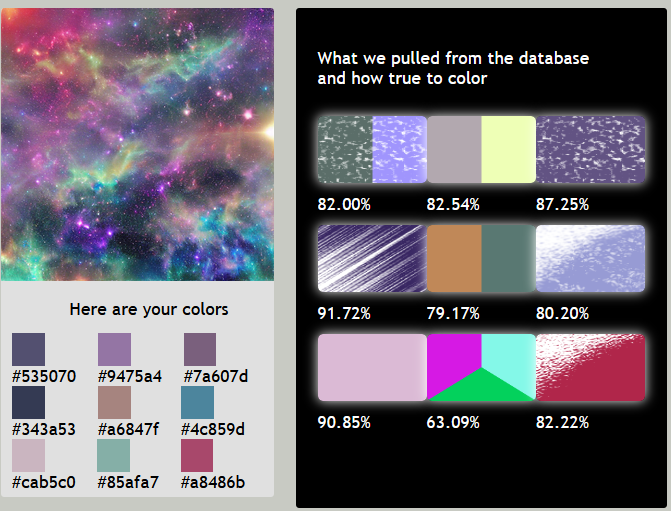 What we pulled from the database
and how true to color
82.00% 82.54% 87.25%
91.72% 79.17% 80.20%
90.85% 63.09% 82.22%
Here are your colors
#535070 #9475a4 #7a607d
#343a53 #a6847f #4c859d
#cab5c0 #85afa7 #a8486b